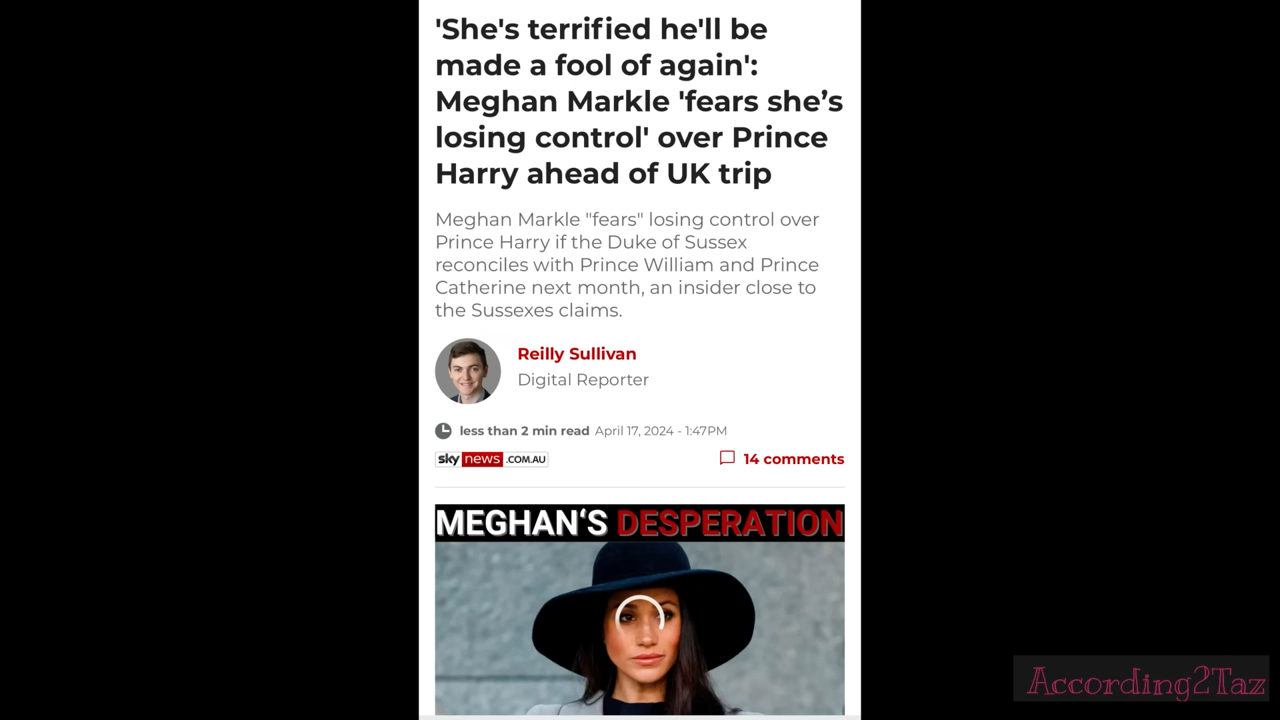 'She's terrified he'll be
made a fool of again':
Meghan Markle 'fears she’s
losing control' over Prince
Harry ahead of UK trip
Meghan Markle "fears" losing control over
Prince Harry if the Duke of Sussex
reconciles with Prince William and Prince
Catherine next month, an insider close to
the Sussexes claims.
Reilly Sullivan
Digital Reporter
less than 2 min read April 17, 2024 - 1:47PM
sky news .COM.AU
14 comments
MEGHAN‘S DESPERATION
According2Taz